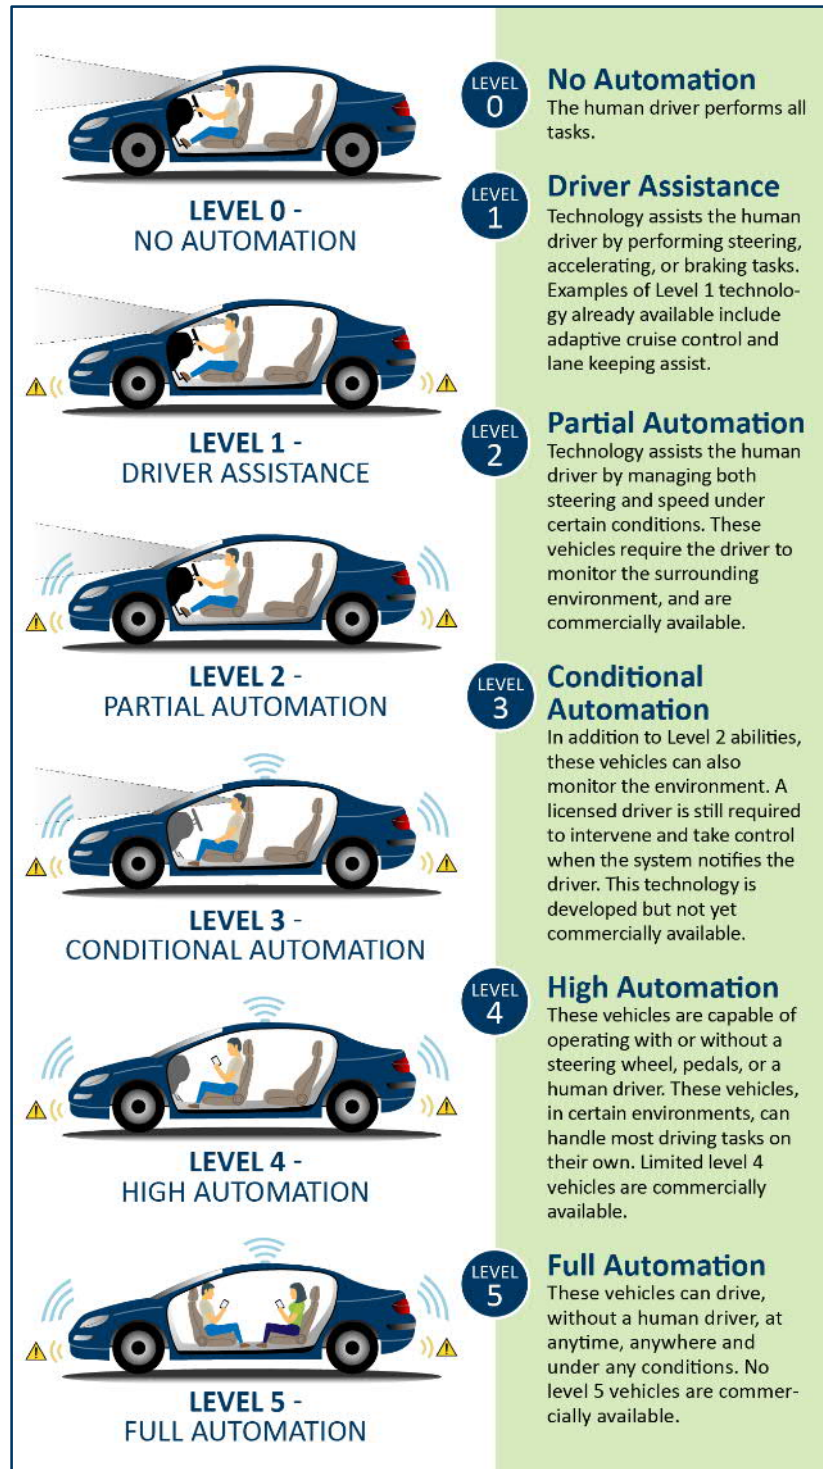 LEVEL 0 -
NO AUTOMATION
LEVEL 1 -
DRIVER ASSISTANCE
LEVEL 2 -
PARTIAL AUTOMATION
LEVEL 3 -
CONDITIONAL AUTOMATION
LEVEL 4 -
HIGH AUTOMATION
LEVEL 5 -
FULL AUTOMATION
LEVEL
0
No Automation
The human driver performs all
tasks.
LEVEL
1
Driver Assistance
Technology assists the human
driver by performing steering,
accelerating, or braking tasks.
Examples of Level 1 technolo-
gy already available include
adaptive cruise control and
lane keeping assist.
LEVEL
2
Partial Automation
Technology assists the human
driver by managing both
steering and speed under
certain conditions. These
vehicles require the driver to
monitor the surrounding
environment, and are
commercially available.
LEVEL
3
Conditional
Automation
In addition to Level 2 abilities,
these vehicles can also
monitor the environment. A
licensed driver is still required
to intervene and take control
when the system notifies the
driver. This technology is
developed but not yet
commercially available.
LEVEL
4
High Automation
These vehicles are capable of
operating with or without a
steering wheel, pedals, or a
human driver. These vehicles,
in certain environments, can
handle most driving tasks on
their own. Limited level 4
vehicles are commercially
available.
LEVEL
5
Full Automation
These vehicles can drive,
without a human driver, at
anytime, anywhere and
under any conditions. No
level 5 vehicles are commer-
cially available.